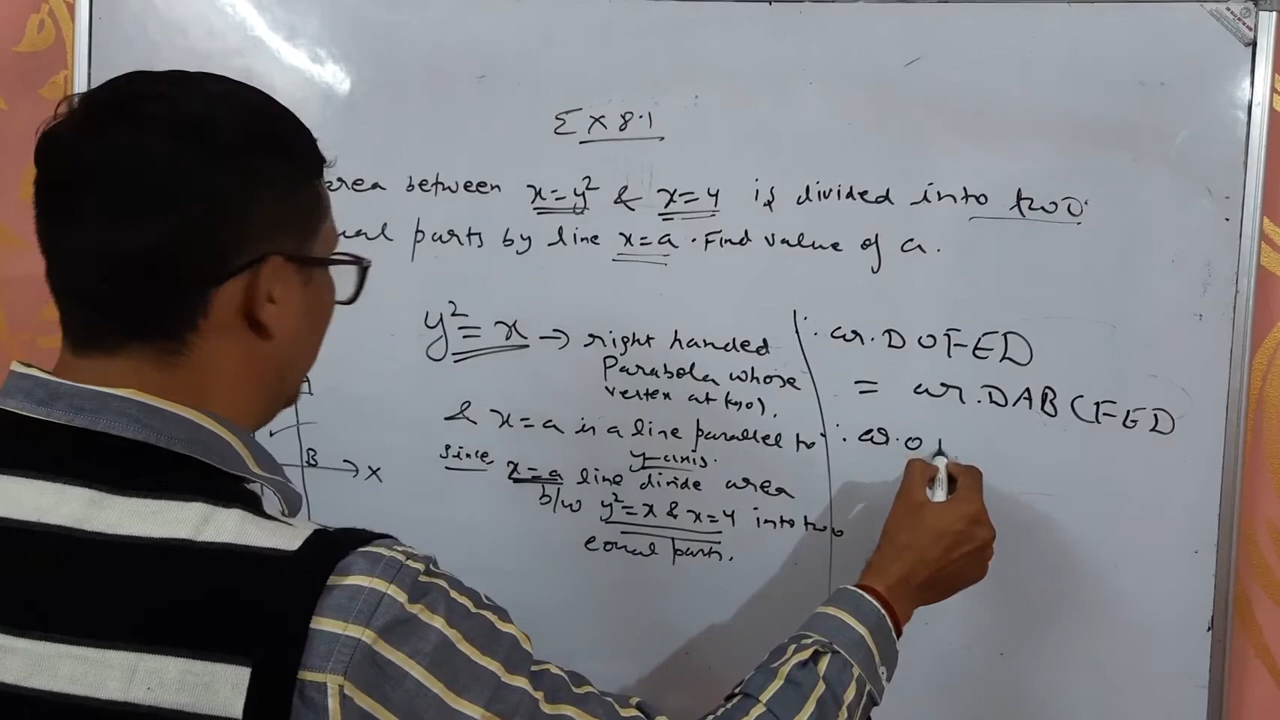 Ex 8.1
area between x=y² & x=4 is divided into two
parts by line x=a. Find value of a.
y²=x → right handed
Parabola whose
vertex at (0,0).
& x=a is a line parallel to
y-axis.
Since x=a line divide area
b/w y²=x & x=4 into two
equal parts.
B
X
∴ ar.DOFED
= ar.DABCFED
∴ ar.O